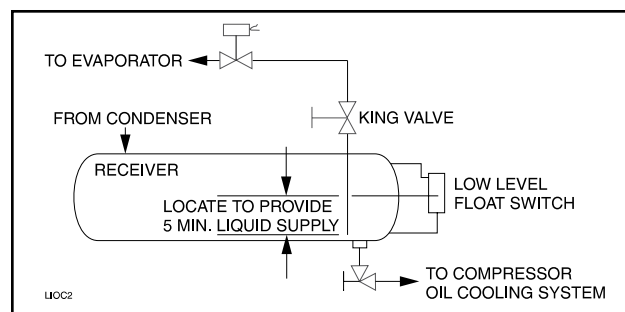 TO EVAPORATOR
FROM CONDENSER
KING VALVE
RECEIVER
LOCATE TO PROVIDE
5 MIN. LIQUID SUPPLY
LOW LEVEL
FLOAT SWITCH
TO COMPRESSOR
OIL COOLING SYSTEM
LIOC2